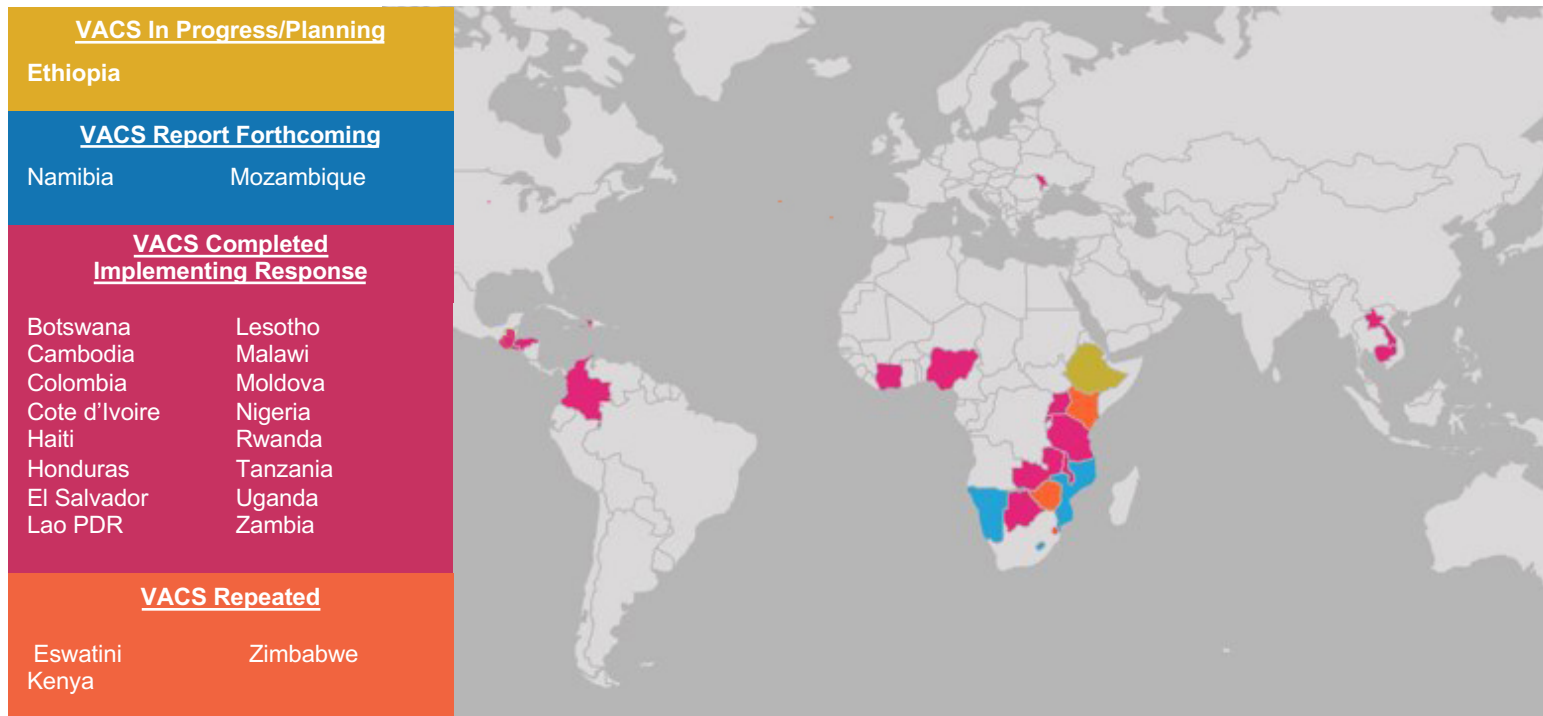 VACS In Progress/Planning
Ethiopia
VACS Report Forthcoming
Namibia Mozambique
VACS Completed
Implementing Response
Botswana Lesotho
Cambodia Malawi
Colombia Moldova
Cote d’Ivoire Nigeria
Haiti Rwanda
Honduras Tanzania
El Salvador Uganda
Lao PDR Zambia
VACS Repeated
Eswatini Zimbabwe
Kenya